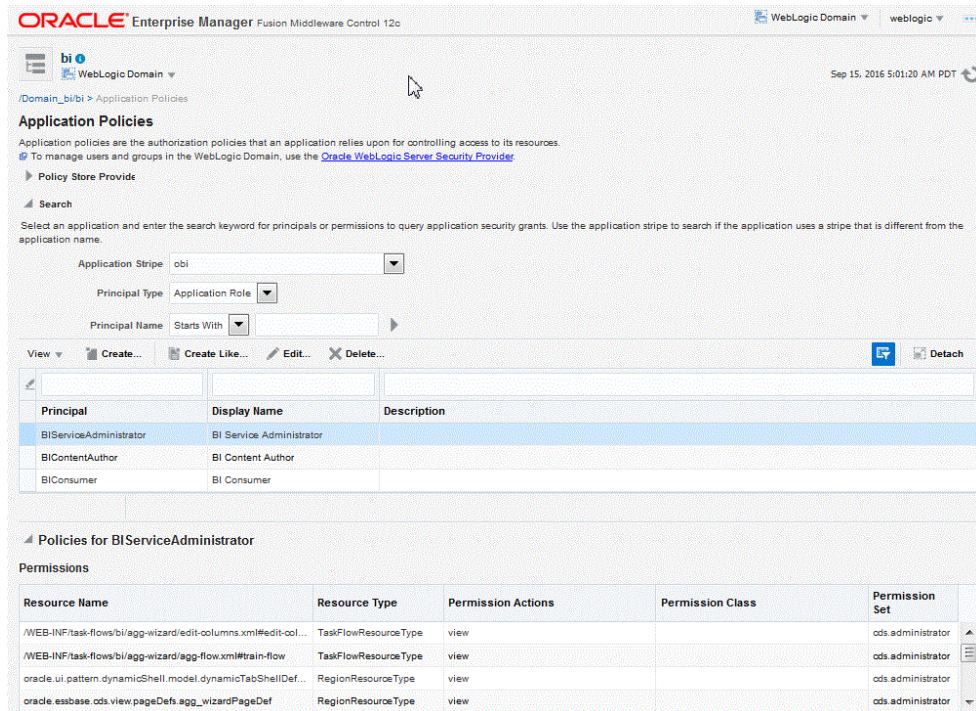 ORACLE Enterprise Manager Fusion Middleware Control 12c
WebLogic Domain
weblogic
bi
WebLogic Domain
Sep 15, 2016 5:01:20 AM PDT
/Domain_bi/bi > Application Policies
Application Policies
Application policies are the authorization policies that an application relies upon for controlling access to its resources.
To manage users and groups in the WebLogic Domain, use the Oracle WebLogic Server Security Provider.
Policy Store Provide
Search
Select an application and enter the search keyword for principals or permissions to query application security grants. Use the application stripe to search if the application uses a stripe that is different from the
application name.
Application Stripe obi
Principal Type Application Role
Principal Name Starts With
View Create... Create Like... Edit... Delete... Detach
Principal Display Name Description
BIServiceAdministrator BI Service Administrator
BIContentAuthor BI Content Author
BIConsumer BI Consumer
Policies for BIServiceAdministrator
Permissions
Resource Name Resource Type Permission Actions Permission Class Permission Set
/WEB-INF/task-flows/bi/agg-wizard/edit-columns.xml#edit-col... TaskFlowResourceType view cds.administrator
/WEB-INF/task-flows/bi/agg-wizard/agg-flow.xml#train-flow TaskFlowResourceType view cds.administrator
oracle.ui.pattern.dynamicShell.model.dynamicTabShellDef... RegionResourceType view cds.administrator
oracle.essbase.cds.view.pageDefs.agg_wizardPageDef RegionResourceType view cds.administrator